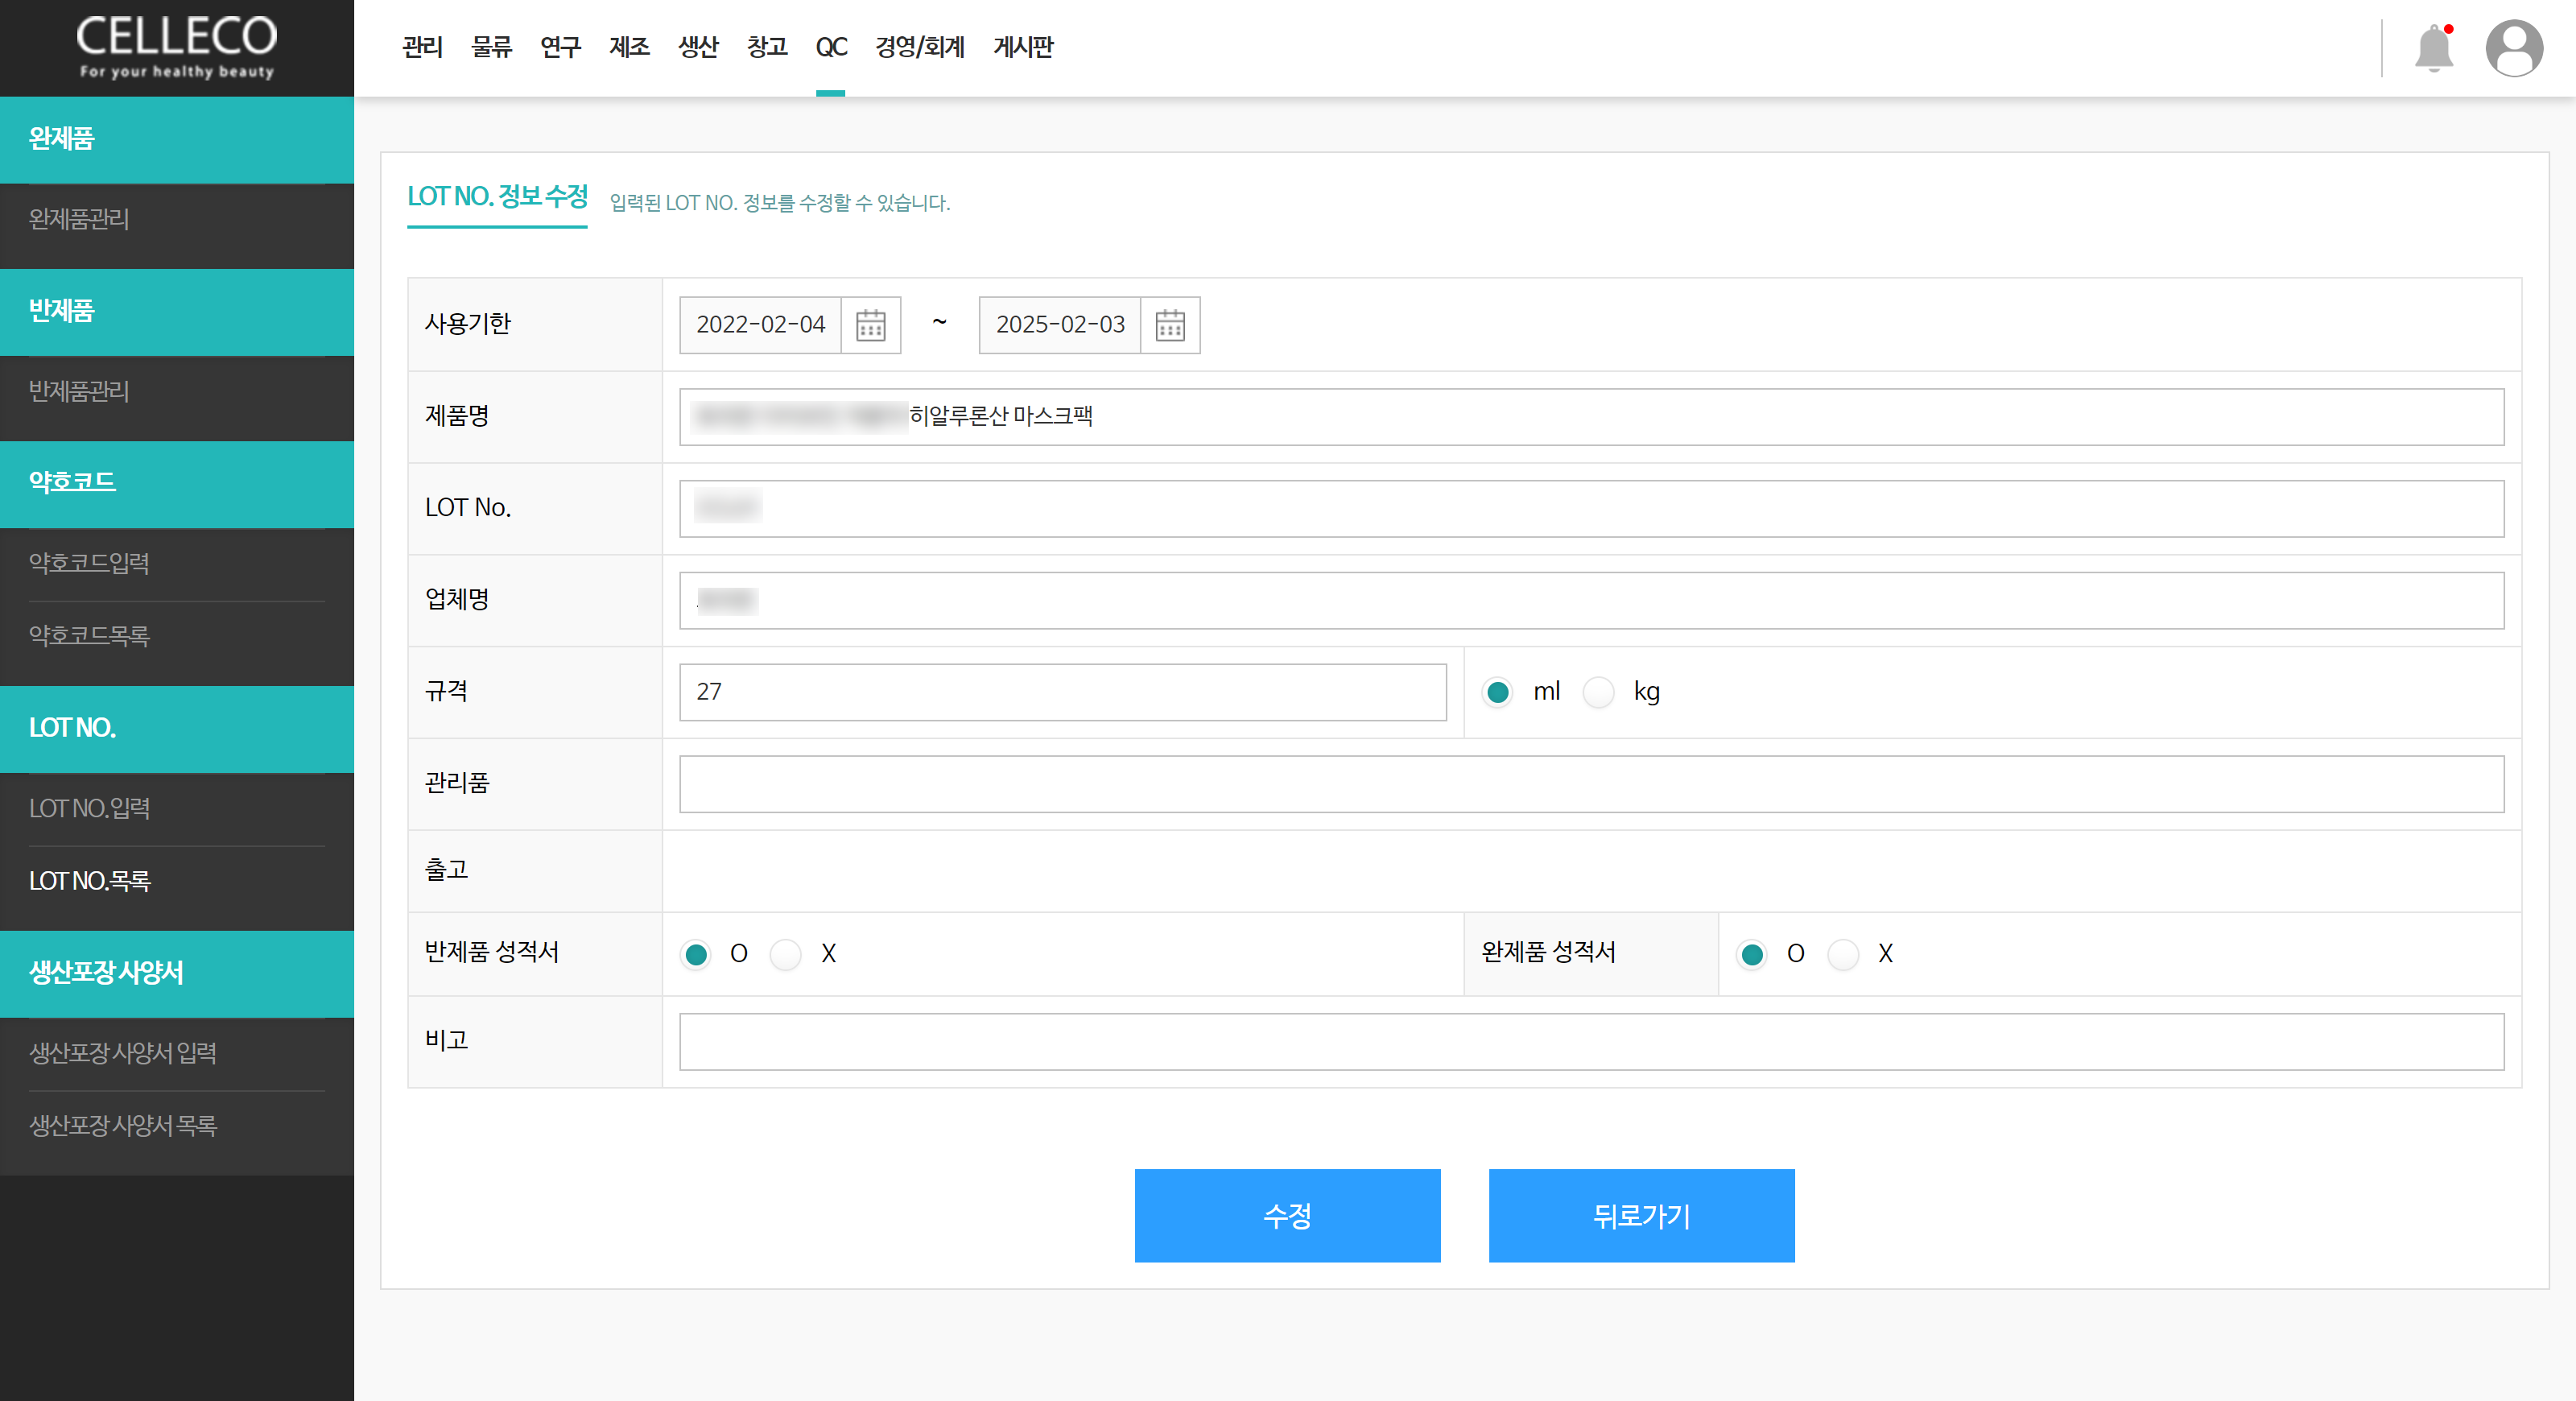 CELLECO
For your healthy beauty
관리 물류 연구 제조 생산 창고 QC 경영/회계 게시판
완제품
완제품관리
반제품
반제품관리
약호코드
약호코드입력
약호코드목록
LOT NO.
LOT NO.입력
LOT NO.목록
생산포장 사양서
생산포장 사양서 입력
생산포장 사양서 목록
LOT NO. 정보 수정 입력된 LOT NO. 정보를 수정할 수 있습니다.
사용기한 2022-02-04 ~ 2025-02-03
제품명 히알루론산 마스크팩
LOT No.
업체명
규격 27 ml kg
관리품
출고
반제품 성적서 O X 완제품 성적서 O X
비고
수정 뒤로가기